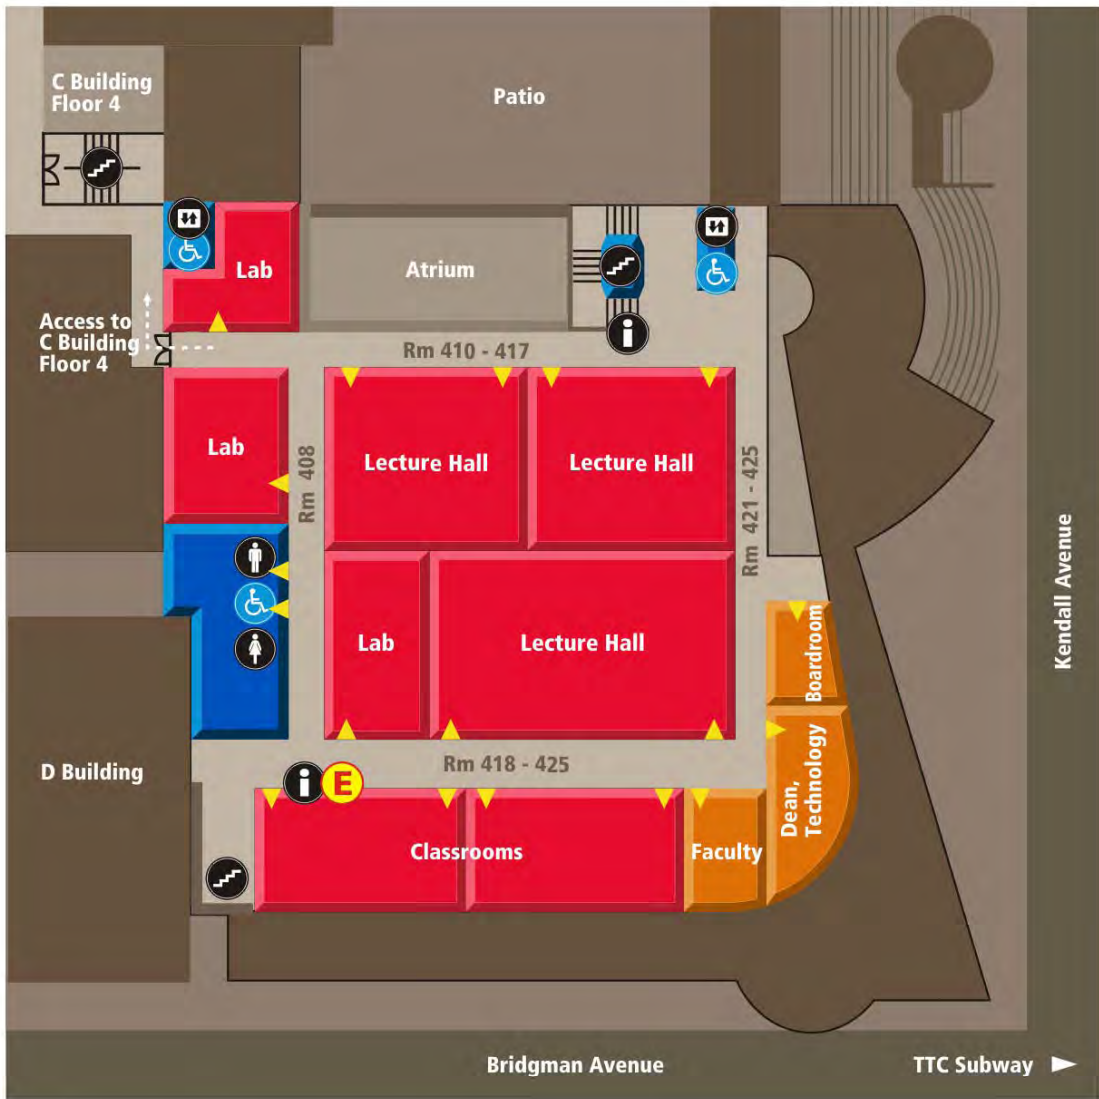 C Building
Floor 4
Patio
Lab
Atrium
Access to
C Building
Floor 4
i
Rm 410 - 417
Lab
Rm 408
Lecture Hall
Lecture Hall
Rm 421 - 425
Lab
Lecture Hall
Boardroom
Kendall Avenue
D Building
Rm 418 - 425
Dean,
Technology
i
E
Classrooms
Faculty
Bridgman Avenue
TTC Subway